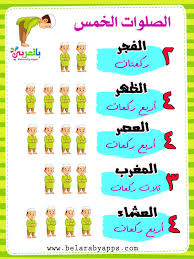 الصلوات الخمس
بالعربي
الفجر
٢
ركعتان
الظهر
٤
أربع ركعات
العصر
٤
أربع ركعات
المغرب
٣
ثلاث ركعات
العشاء
٤
أربع ركعات
www.belarabyapps.com